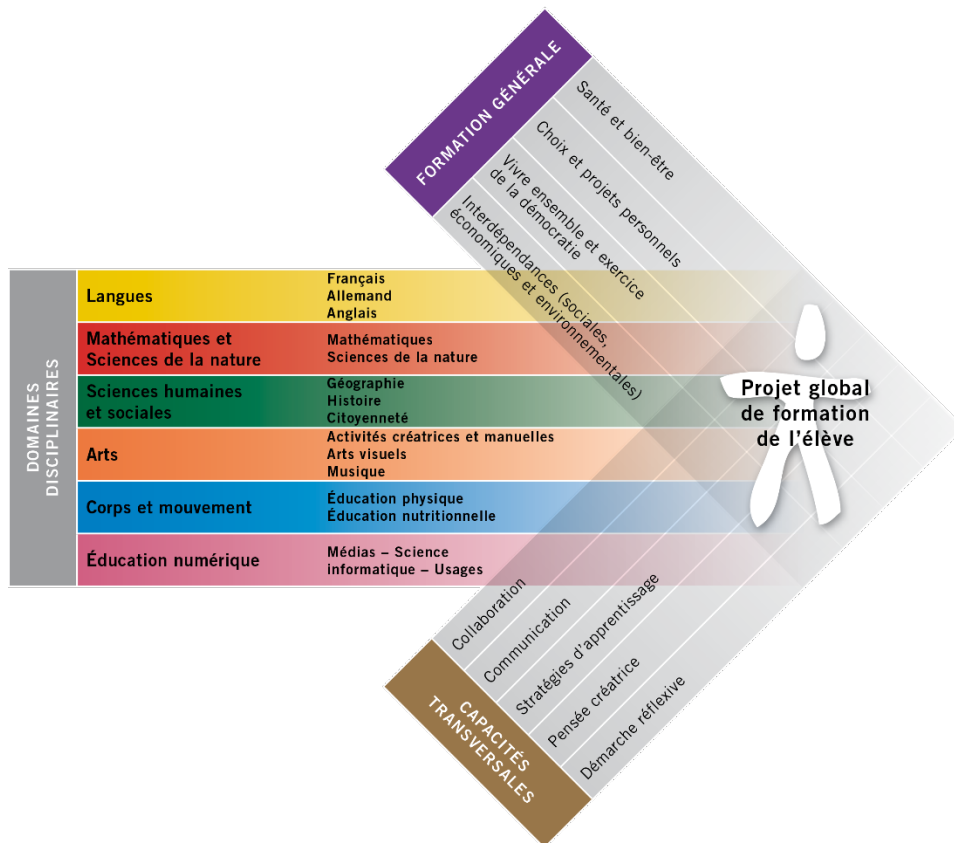 FORMATION GÉNÉRALE
Santé et bien-être
Choix et projets personnels
Vivre ensemble et exercice
de la démocratie
Interdépendances (sociales,
économiques et environnementales)
DOMAINES
DISCIPLINAIRES
Langues
Français
Allemand
Anglais
Mathématiques et
Sciences de la nature
Mathématiques
Sciences de la nature
Sciences humaines
et sociales
Géographie
Histoire
Citoyenneté
Arts
Activités créatrices et manuelles
Arts visuels
Musique
Corps et mouvement
Éducation physique
Éducation nutritionnelle
Éducation numérique
Médias – Science
informatique – Usages
Projet global
de formation
de l'élève
Collaboration
Communication
Stratégies d'apprentissage
Pensée créatrice
Démarche réflexive
CAPACITÉS
TRANSVERSALES